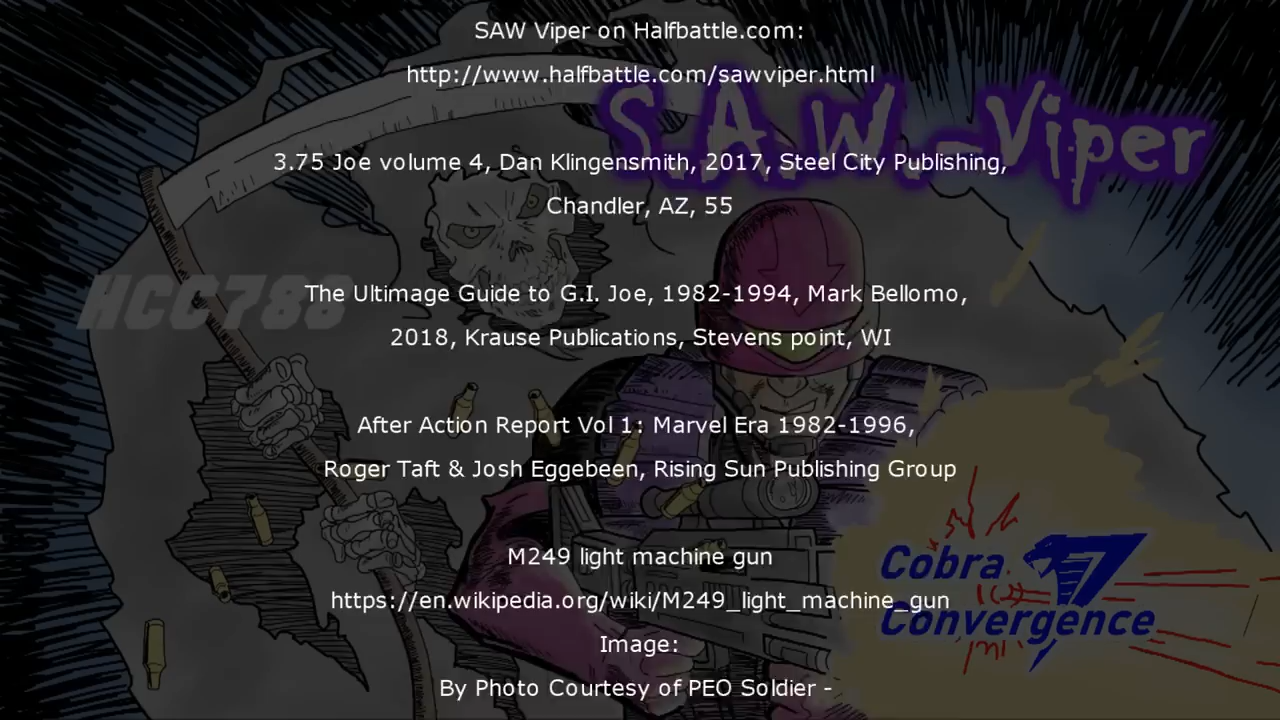 SAW Viper on Halfbattle.com:
http://www.halfbattle.com/sawviper.html
S.A.W.-Viper
3.75 Joe volume 4, Dan Klingensmith, 2017, Steel City Publishing,
Chandler, AZ, 55
HCC788
The Ultimage Guide to G.I. Joe, 1982-1994, Mark Bellomo,
2018, Krause Publications, Stevens point, WI
After Action Report Vol 1: Marvel Era 1982-1996,
Roger Taft & Josh Eggebeen, Rising Sun Publishing Group
M249 light machine gun
https://en.wikipedia.org/wiki/M249_light_machine_gun
Image:
By Photo Courtesy of PEO Soldier -
Cobra
Convergence